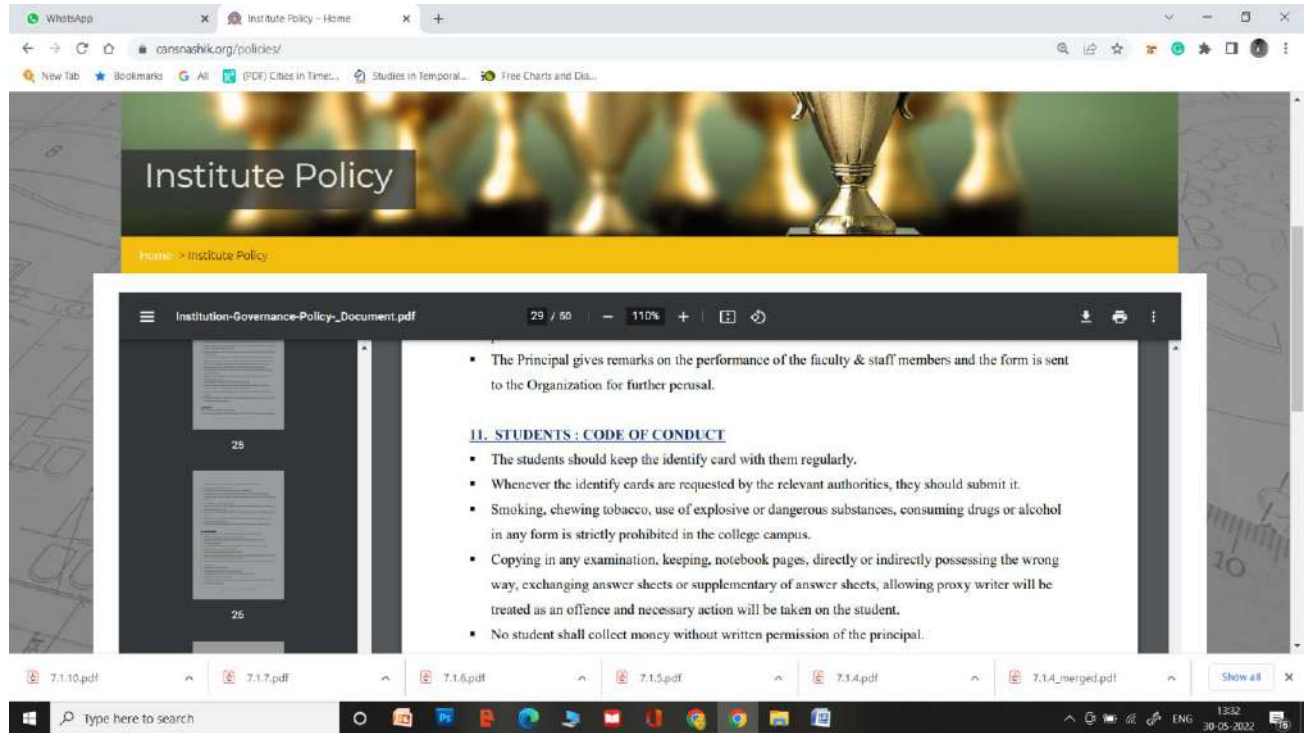 WhatsApp
Institute Policy – Home
cansnashik.org/policies/
New Tab
Bookmarks
All
(PDF) Cities in Time:...
Studies in Temporal...
Free Charts and Dia...
Institute Policy
Home > Institute Policy
Institution-Governance-Policy-_Document.pdf
29 / 50
110%
25
26
▪ The Principal gives remarks on the performance of the faculty & staff members and the form is sent
to the Organization for further perusal.
11. STUDENTS : CODE OF CONDUCT
▪ The students should keep the identify card with them regularly.
▪ Whenever the identify cards are requested by the relevant authorities, they should submit it.
▪ Smoking, chewing tobacco, use of explosive or dangerous substances, consuming drugs or alcohol
in any form is strictly prohibited in the college campus.
▪ Copying in any examination, keeping, notebook pages, directly or indirectly possessing the wrong
way, exchanging answer sheets or supplementary of answer sheets, allowing proxy writer will be
treated as an offence and necessary action will be taken on the student.
▪ No student shall collect money without written permission of the principal.
7.1.10.pdf
7.1.7.pdf
7.1.6.pdf
7.1.5.pdf
7.1.4.pdf
7.1.4_merged.pdf
Show all
Type here to search
ENG
13:32
30-05-2022